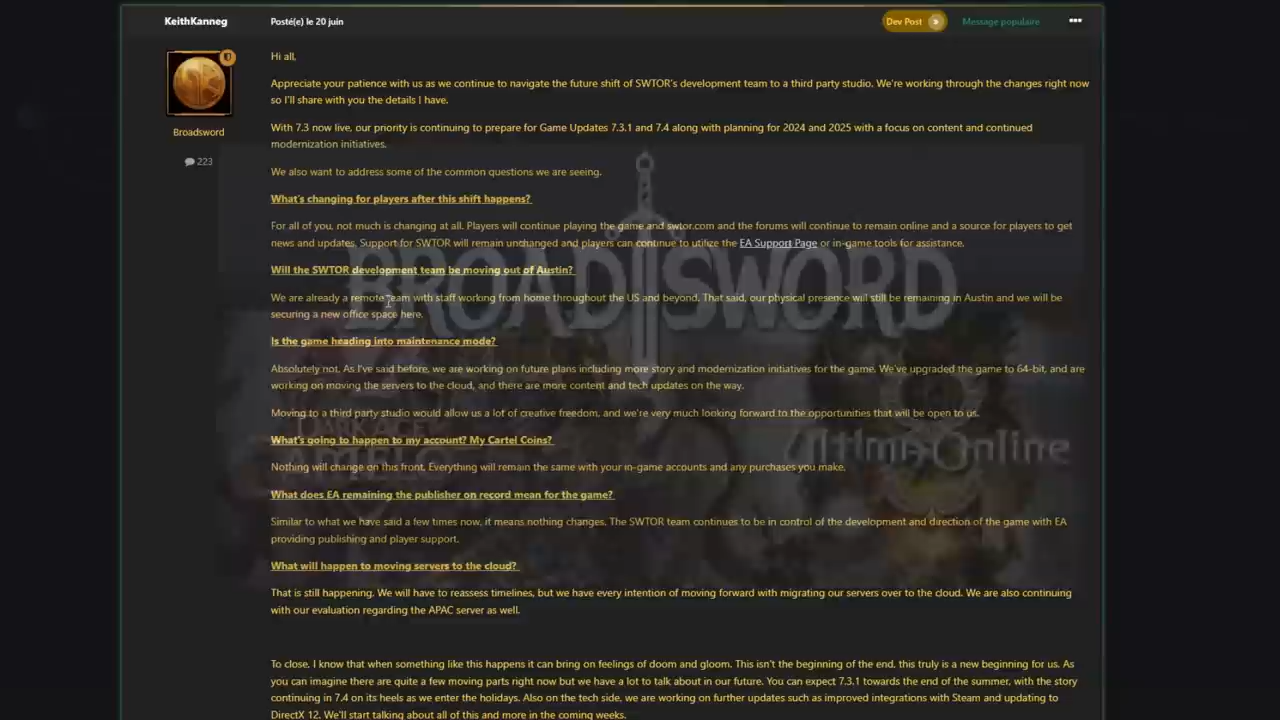 KeithKanneg
Posté(e) le 20 juin
Dev Post »
Message populaire
•••
Broadsword
223
Hi all,
Appreciate your patience with us as we continue to navigate the future shift of SWTOR's development team to a third party studio. We're working through the changes right now
so I'll share with you the details I have.
With 7.3 now live, our priority is continuing to prepare for Game Updates 7.3.1 and 7.4 along with planning for 2024 and 2025 with a focus on content and continued
modernization initiatives.
We also want to address some of the common questions we are seeing.
What's changing for players after this shift happens?
For all of you, not much is changing at all. Players will continue playing the game and swtor.com and the forums will continue to remain online and a source for players to get
news and updates. Support for SWTOR will remain unchanged and players can continue to utilize the EA Support Page or in-game tools for assistance.
Will the SWTOR development team be moving out of Austin?
We are already a remote team with staff working from home throughout the US and beyond. That said, our physical presence will still be remaining in Austin and we will be
securing a new office space here.
Is the game heading into maintenance mode?
Absolutely not. As I've said before, we are working on future plans including more story and modernization initiatives for the game. We've upgraded the game to 64-bit, and are
working on moving the servers to the cloud, and there are more content and tech updates on the way.
Moving to a third party studio would allow us a lot of creative freedom, and we're very much looking forward to the opportunities that will be open to us.
What's going to happen to my account? My Cartel Coins?
Nothing will change on this front. Everything will remain the same with your in-game accounts and any purchases you make.
What does EA remaining the publisher on record mean for the game?
Similar to what we have said a few times now, it means nothing changes. The SWTOR team continues to be in control of the development and direction of the game with EA
providing publishing and player support.
What will happen to moving servers to the cloud?
That is still happening. We will have to reassess timelines, but we have every intention of moving forward with migrating our servers over to the cloud. We are also continuing
with our evaluation regarding the APAC server as well.
To close, I know that when something like this happens it can bring on feelings of doom and gloom. This isn't the beginning of the end, this truly is a new beginning for us. As
you can imagine there are quite a few moving parts right now but we have a lot to talk about in our future. You can expect 7.3.1 towards the end of the summer, with the story
continuing in 7.4 on its heels as we enter the holidays. Also on the tech side, we are working on further updates such as improved integrations with Steam and updating to
DirectX 12. We'll start talking about all of this and more in the coming weeks.
BROADSWORD
DARK AGE
Ultima Online